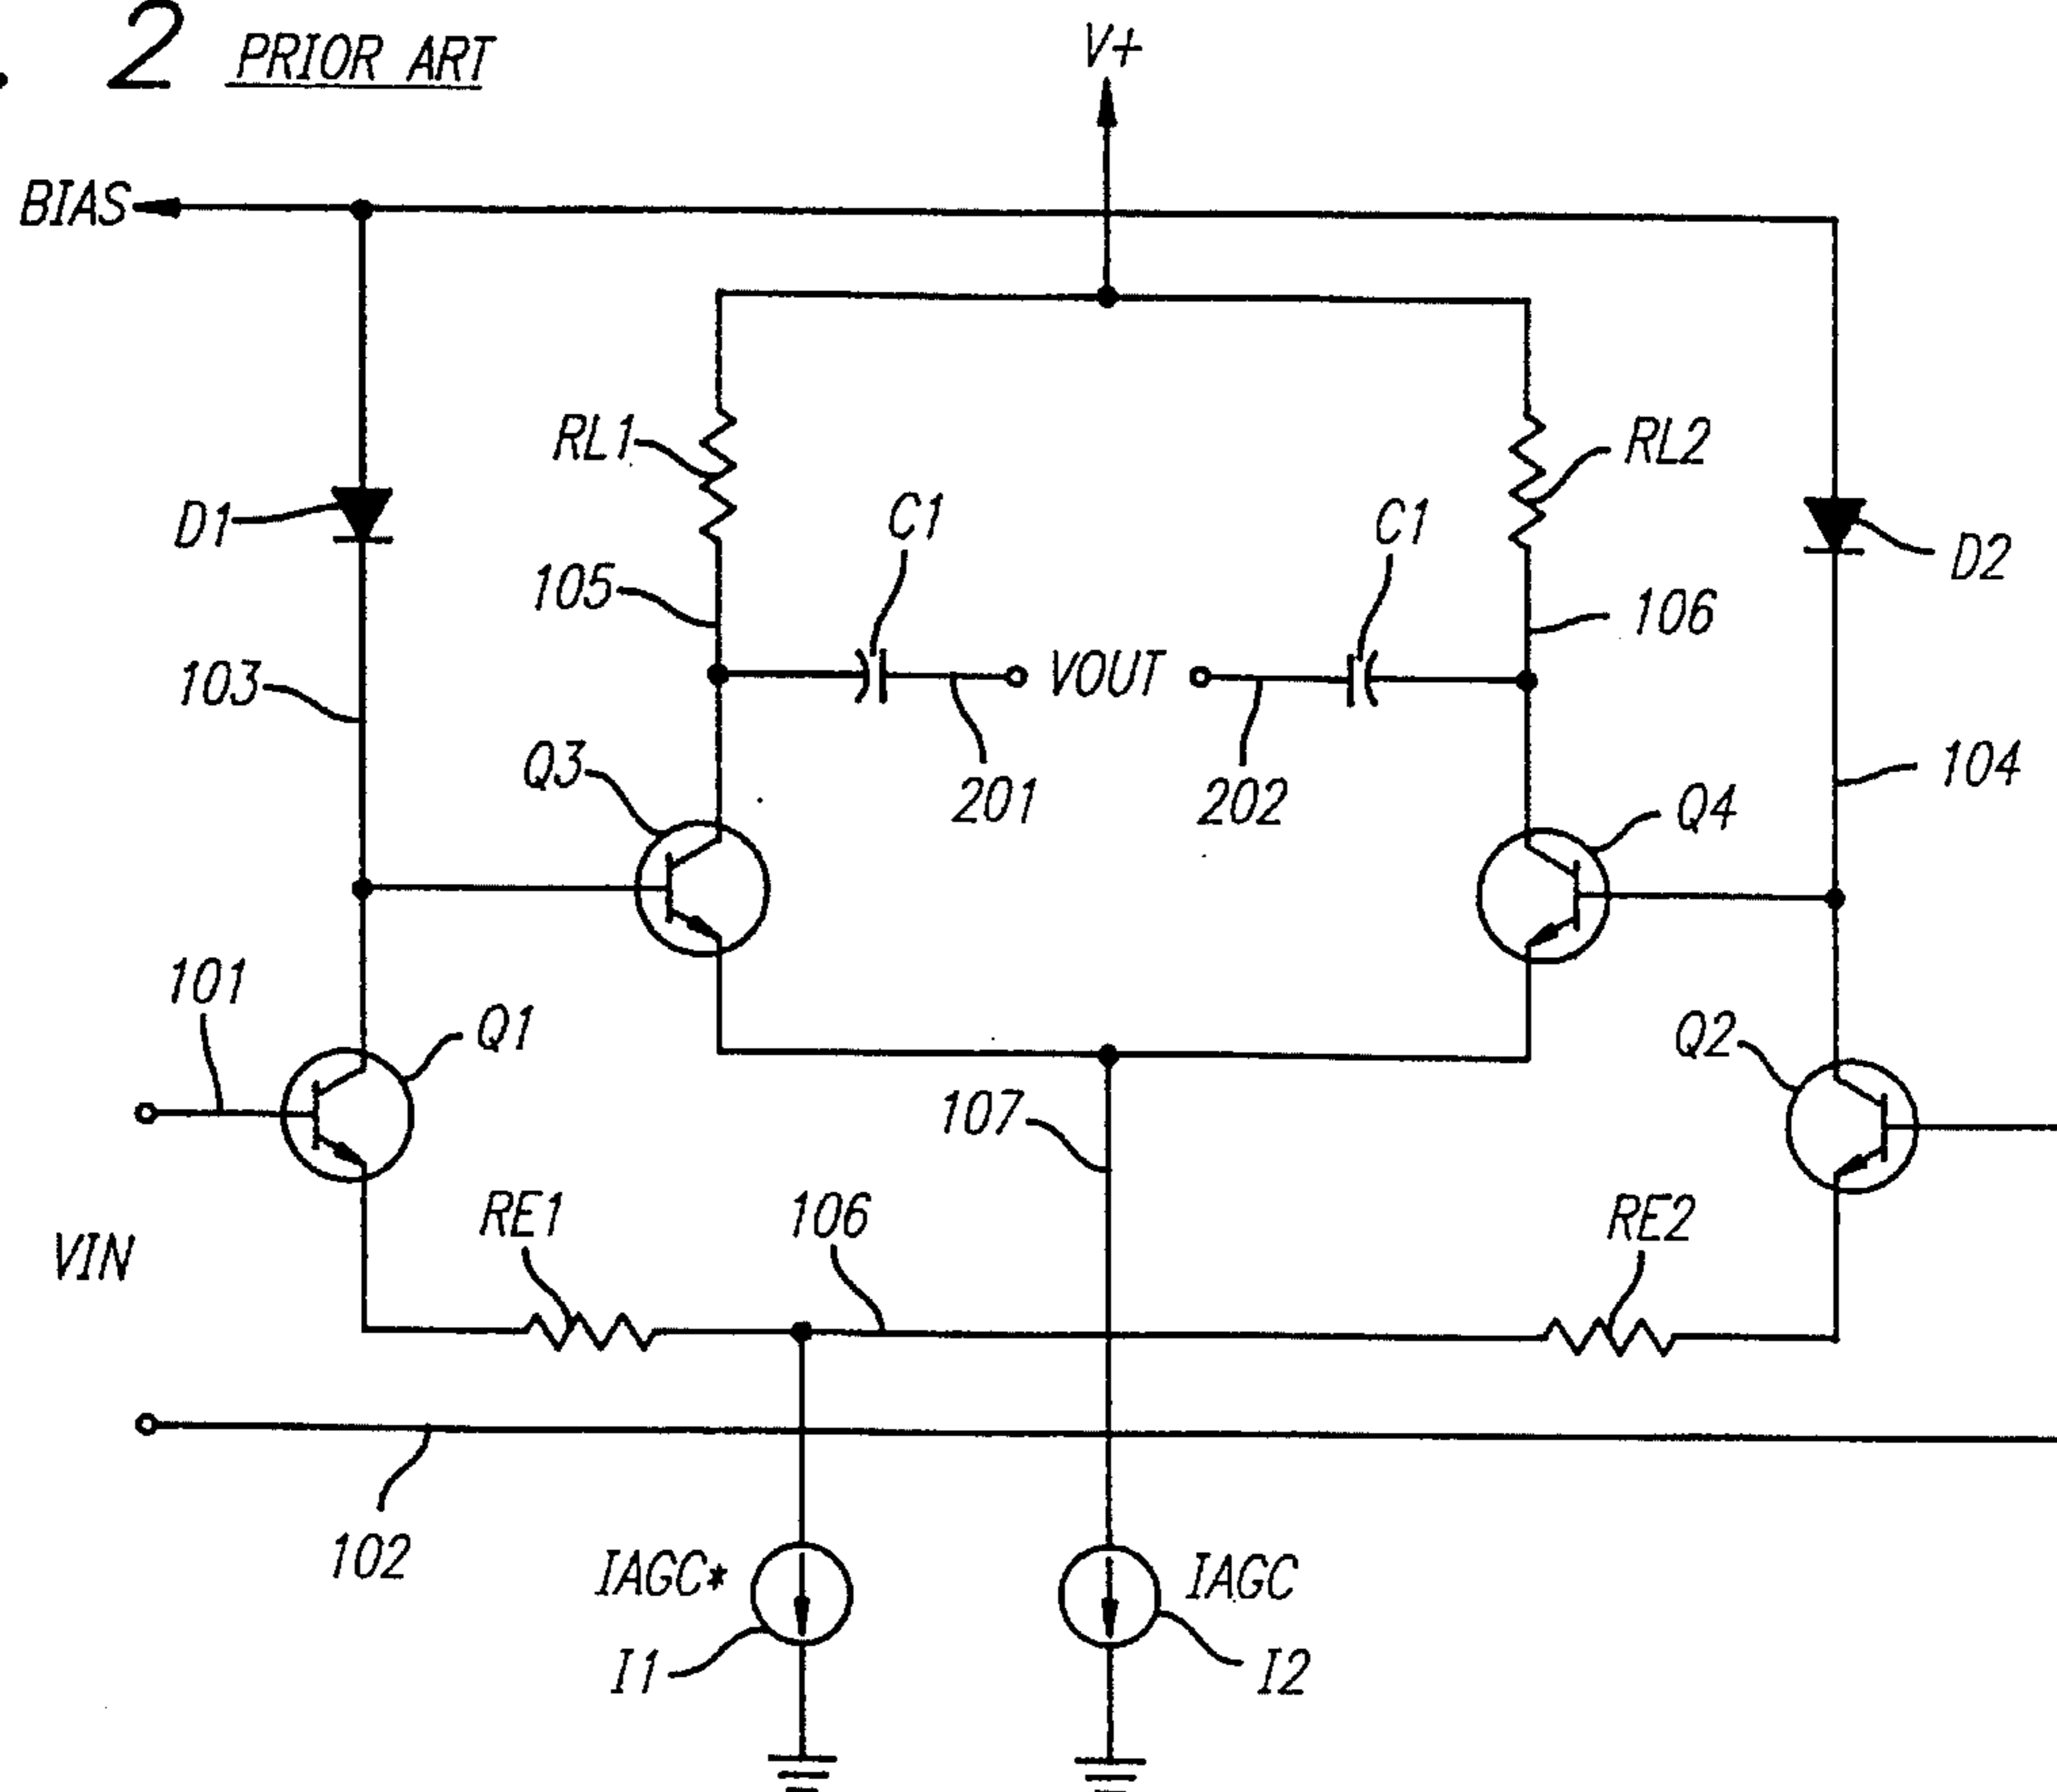 . 2 PRIOR ART
V+
BIAS
RL1
RL2
D1
C1
C1
D2
105
106
103
VOUT
104
Q3
201
202
Q4
101
Q1
Q2
107
RE1
106
RE2
VIN
102
IAGC*
IAGC
I1
I2